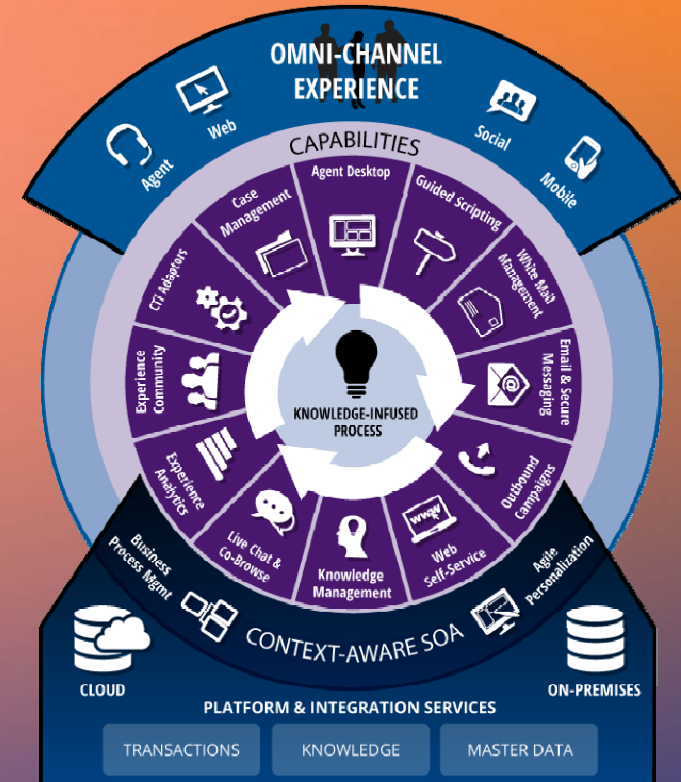 OMNI-CHANNEL
EXPERIENCE
Agent
Web
Social
Mobile
CAPABILITIES
Agent Desktop
Guided Scripting
White Mail
Management
Email & Secure
Messaging
Outbound
Campaigns
Web
Self-Service
Knowledge
Management
Live Chat &
Co-Browse
Experience
Analytics
Experience
Community
CTI Adaptors
Case
Management
@
www
KNOWLEDGE-INFUSED
PROCESS
Business
Process Mgmt
CONTEXT-AWARE SOA
Agile
Personalization
CLOUD
ON-PREMISES
PLATFORM & INTEGRATION SERVICES
TRANSACTIONS
KNOWLEDGE
MASTER DATA